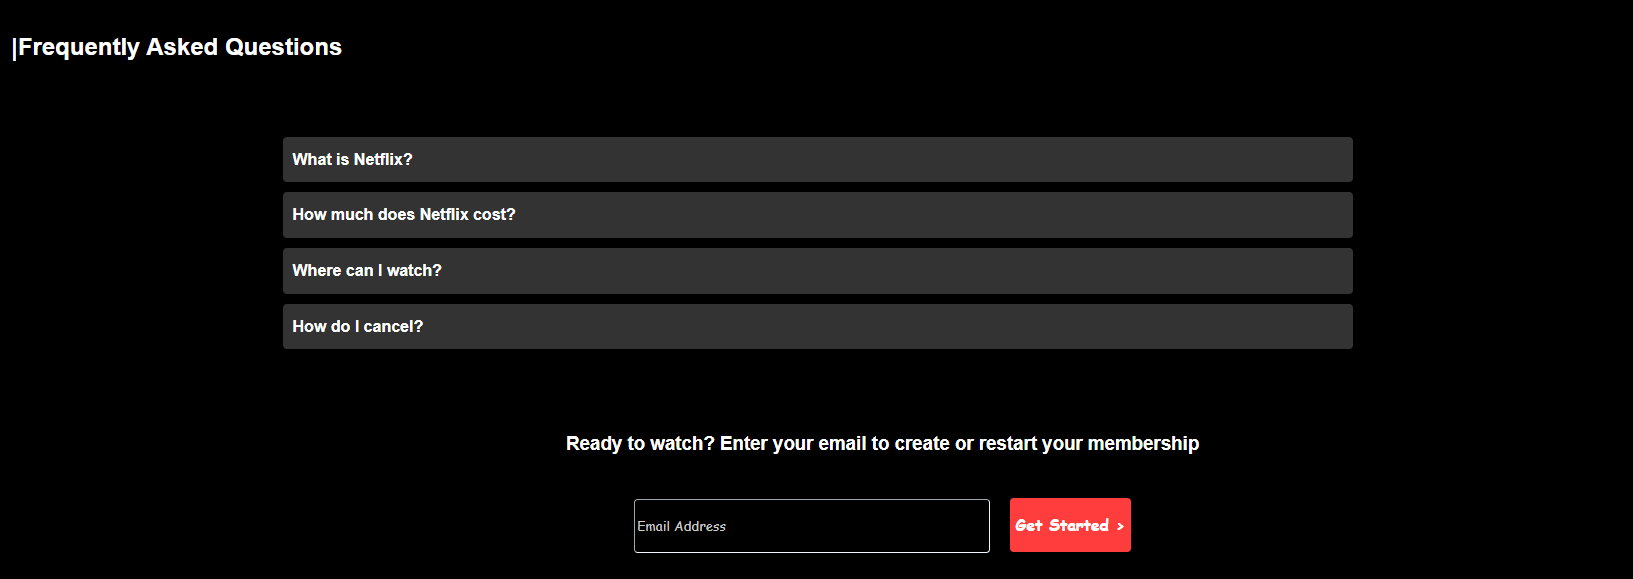 |Frequently Asked Questions
What is Netflix?
How much does Netflix cost?
Where can I watch?
How do I cancel?
Ready to watch? Enter your email to create or restart your membership
Email Address
Get Started >